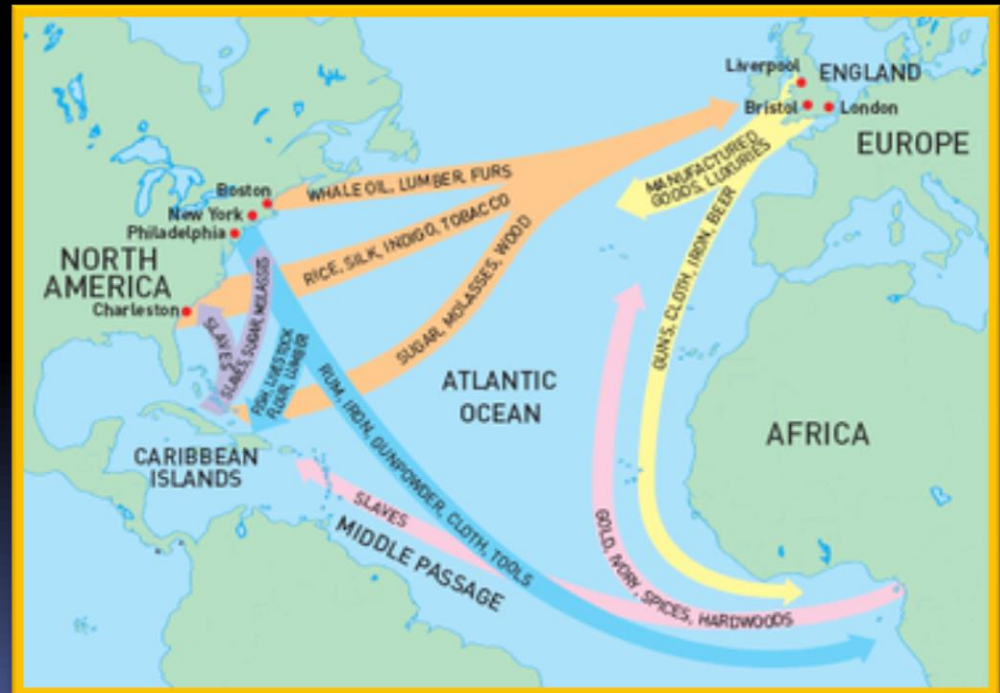 Liverpool
ENGLAND
Bristol
London
EUROPE
MANUFACTURED
GOODS, LUXURIES
Boston
WHALE OIL, LUMBER, FURS
New York
Philadelphia
RICE, SILK, INDIGO, TOBACCO
NORTH
AMERICA
Charleston
SLAVES
SLAVES, SUGAR, MOLASSES
FISH, LIVESTOCK
FLOUR, LUMBER
SUGAR, MOLASSES, WOOD
GUNS, CLOTH, IRON, BEER
ATLANTIC
OCEAN
AFRICA
CARIBBEAN
ISLANDS
RUM, IRON, GUNPOWDER, CLOTH, TOOLS
SLAVES
MIDDLE PASSAGE
GOLD, IVORY, SPICES, HARDWOODS